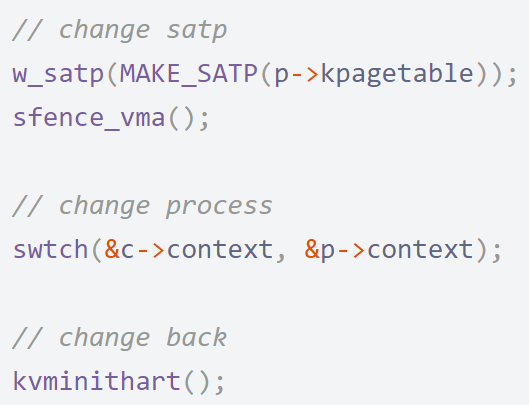 // change satp
w_satp(MAKE_SATP(p->kpagetable));
sfence_vma();
// change process
swtch(&c->context, &p->context);
// change back
kvminithart();